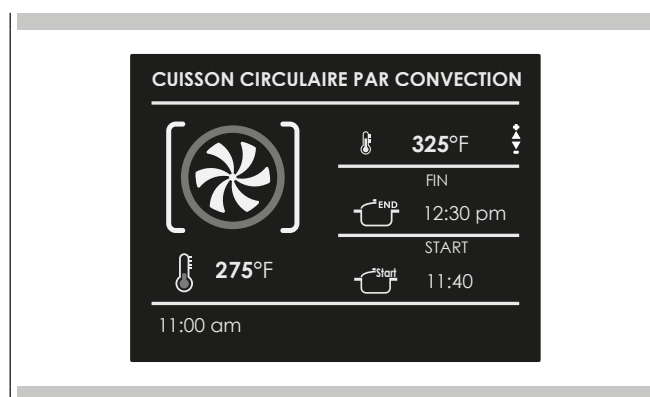 CUISSON CIRCULAIRE PAR CONVECTION
325°F
FIN
END
12:30 pm
START
Start
11:40
275°F
11:00 am